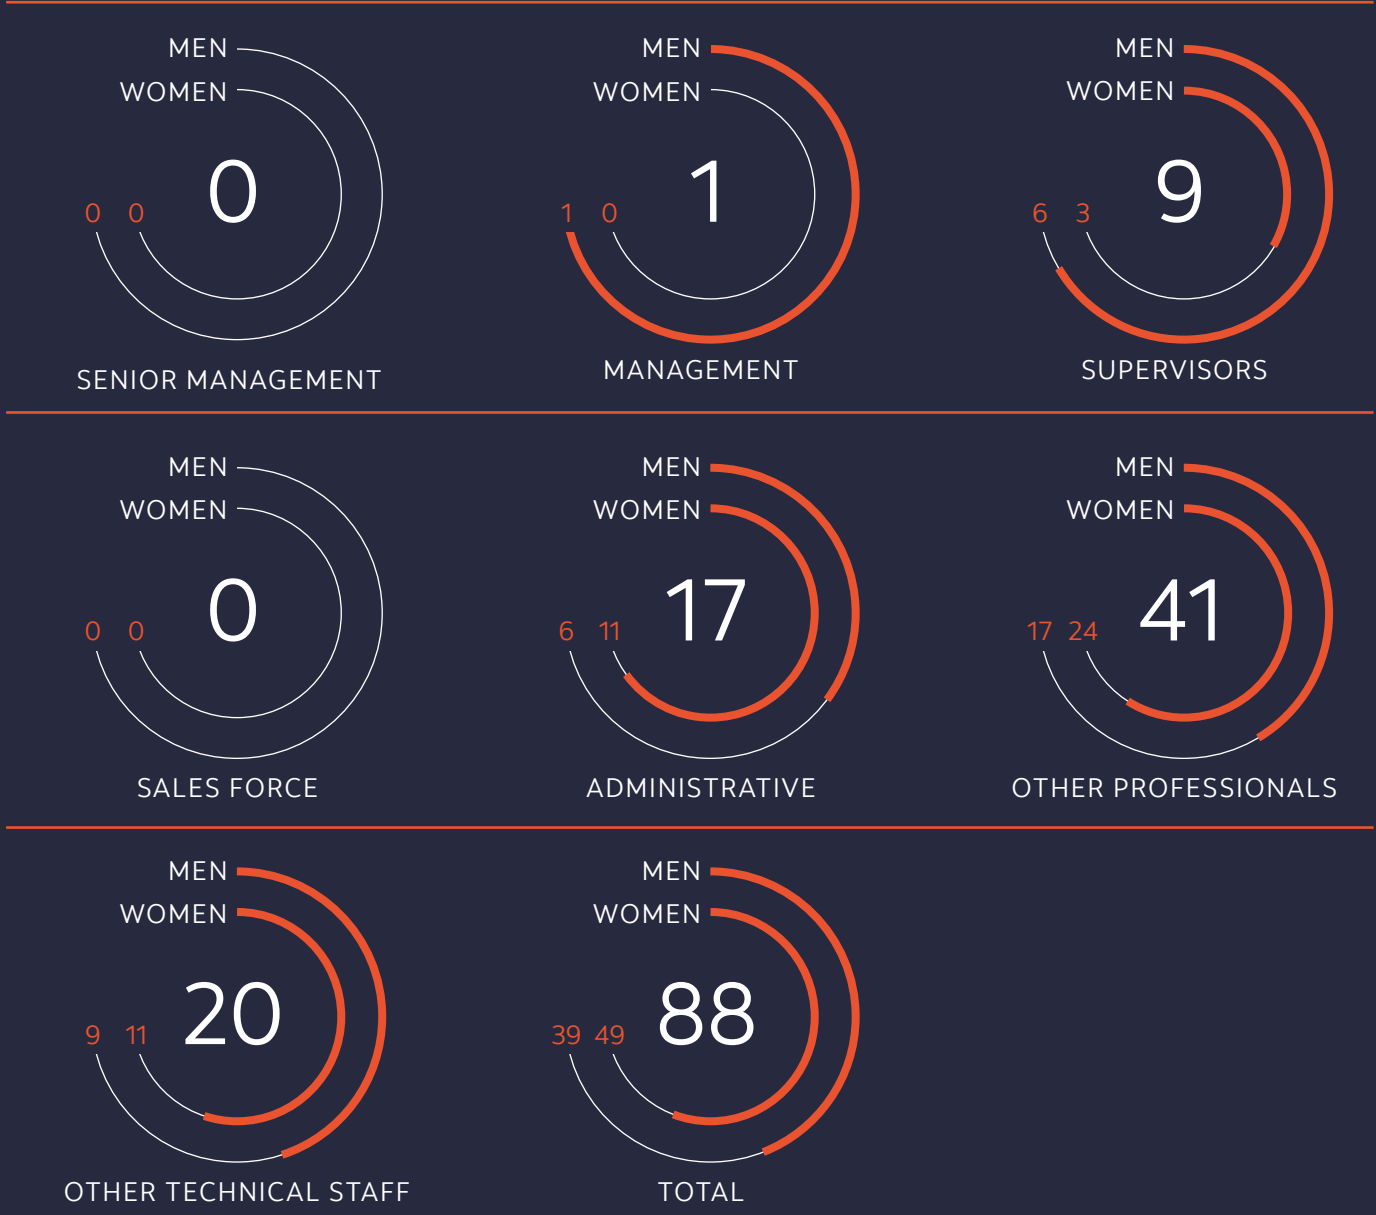 MEN
WOMEN
0
0 0
SENIOR MANAGEMENT
MEN
WOMEN
1
1 0
MANAGEMENT
MEN
WOMEN
9
6 3
SUPERVISORS
MEN
WOMEN
0
0 0
SALES FORCE
MEN
WOMEN
17
6 11
ADMINISTRATIVE
MEN
WOMEN
41
17 24
OTHER PROFESSIONALS
MEN
WOMEN
20
9 11
OTHER TECHNICAL STAFF
MEN
WOMEN
88
39 49
TOTAL